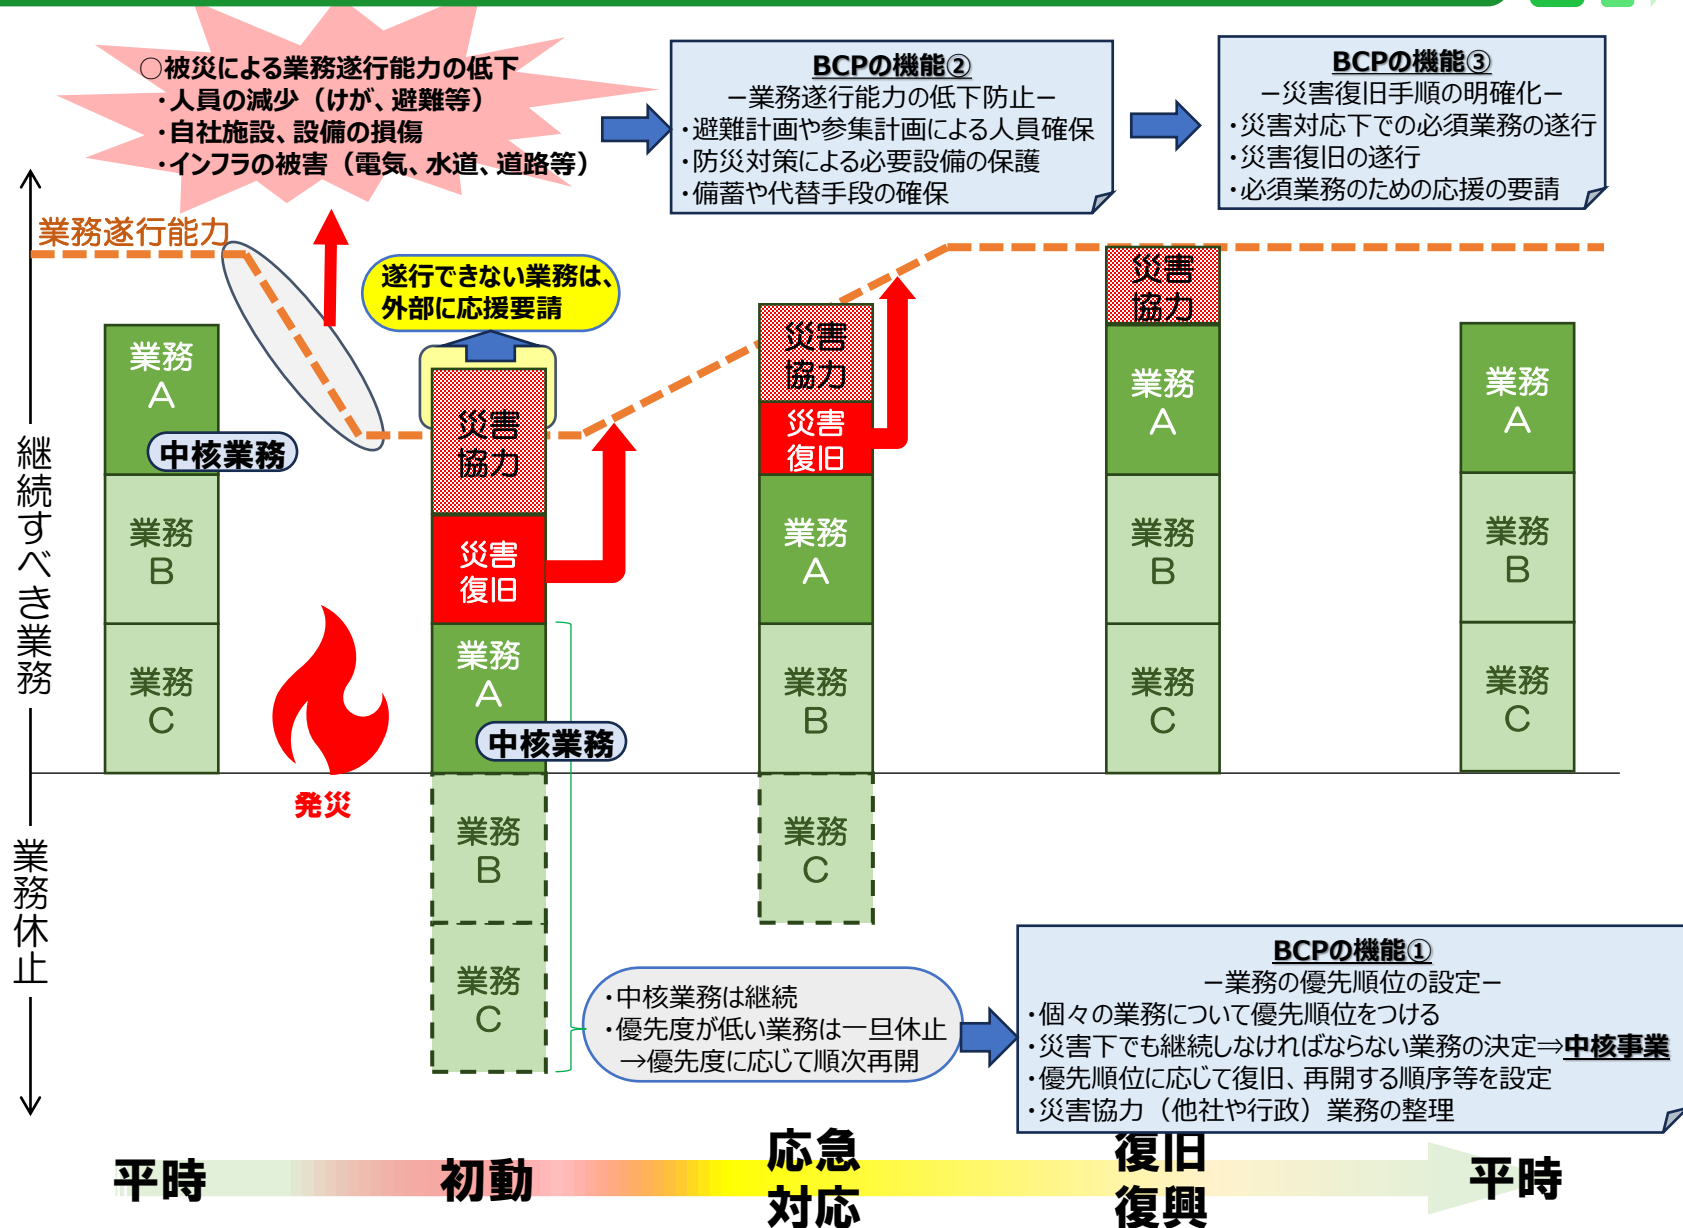 ○被災による業務遂行能力の低下
・人員の減少（けが、避難等）
・自社施設、設備の損傷
・インフラの被害（電気、水道、道路等）
BCPの機能②
－業務遂行能力の低下防止－
・避難計画や参集計画による人員確保
・防災対策による必要設備の保護
・備蓄や代替手段の確保
BCPの機能③
－災害復旧手順の明確化－
・災害対応下での必須業務の遂行
・災害復旧の遂行
・必須業務のための応援の要請
業務遂行能力
遂行できない業務は、
外部に応援要請
継続すべき業務
業務休止
業務
A
中核業務
業務
B
業務
C
発災
災害
協力
災害
復旧
業務
A
中核業務
業務
B
業務
C
災害
協力
災害
復旧
業務
A
業務
B
業務
C
災害
協力
業務
A
業務
B
業務
C
業務
A
業務
B
業務
C
・中核業務は継続
・優先度が低い業務は一旦休止
→優先度に応じて順次再開
BCPの機能①
－業務の優先順位の設定－
・個々の業務について優先順位をつける
・災害下でも継続しなければならない業務の決定⇒中核事業
・優先順位に応じて復旧、再開する順序等を設定
・災害協力（他社や行政）業務の整理
平時
初動
応急
対応
復旧
復興
平時